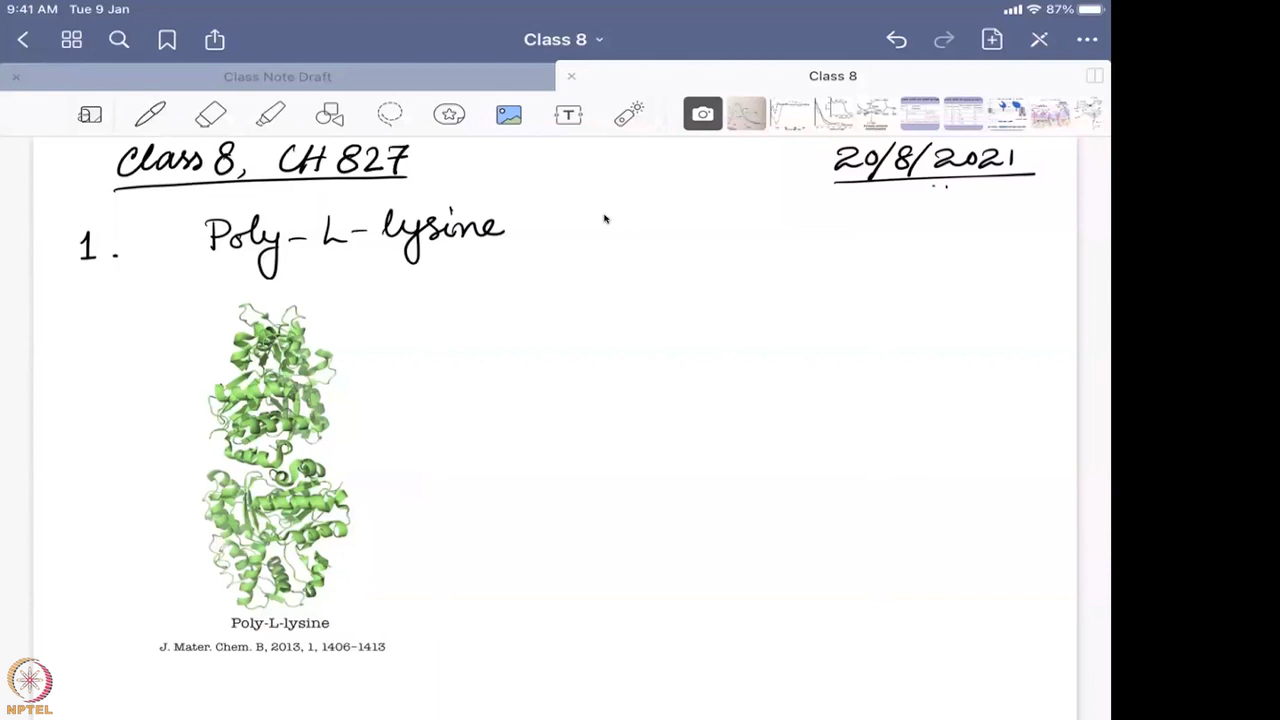 9:41 AM Tue 9 Jan 87%
Class 8
Class Note Draft
Class 8
Class 8, CH 827 20/8/2021
1. Poly-L-lysine
Poly-L-lysine
J. Mater. Chem. B, 2013, 1, 1406-1413
NPTEL